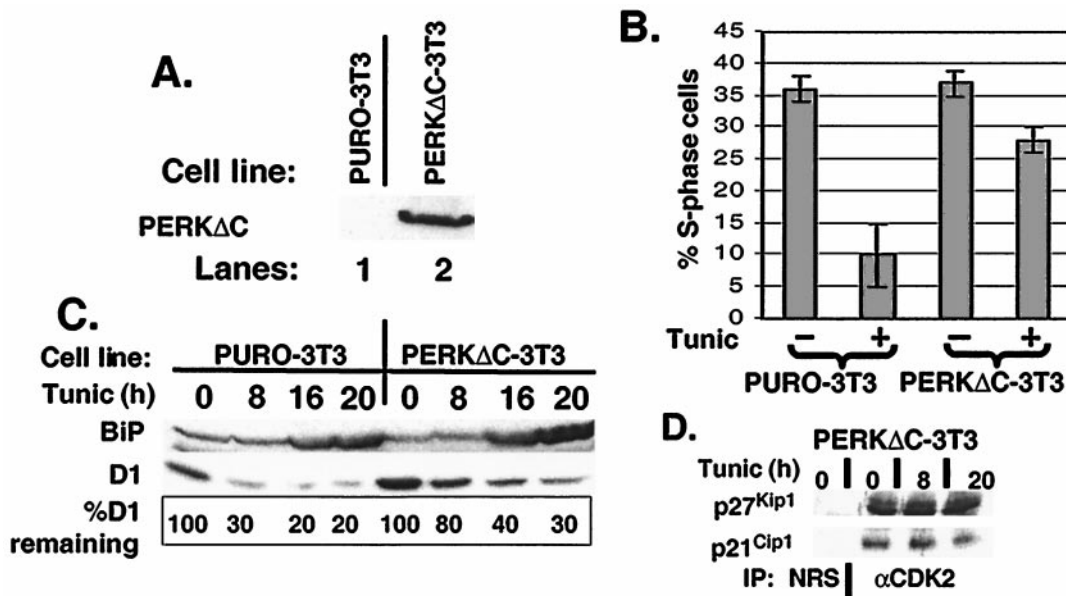 A.
PURO-3T3
PERKΔC-3T3
Cell line:
PERKΔC
Lanes: 1 2
B.
% S-phase cells
45
40
35
30
25
20
15
10
5
0
Tunic − + − +
PURO-3T3 PERKΔC-3T3
C.
Cell line: PURO-3T3 PERKΔC-3T3
Tunic (h) 0 8 16 20 0 8 16 20
BiP
D1
%D1 remaining
100 30 20 20 100 80 40 30
D.
PERKΔC-3T3
Tunic (h) 0 0 8 20
p27Kip1
p21Cip1
IP: NRS αCDK2